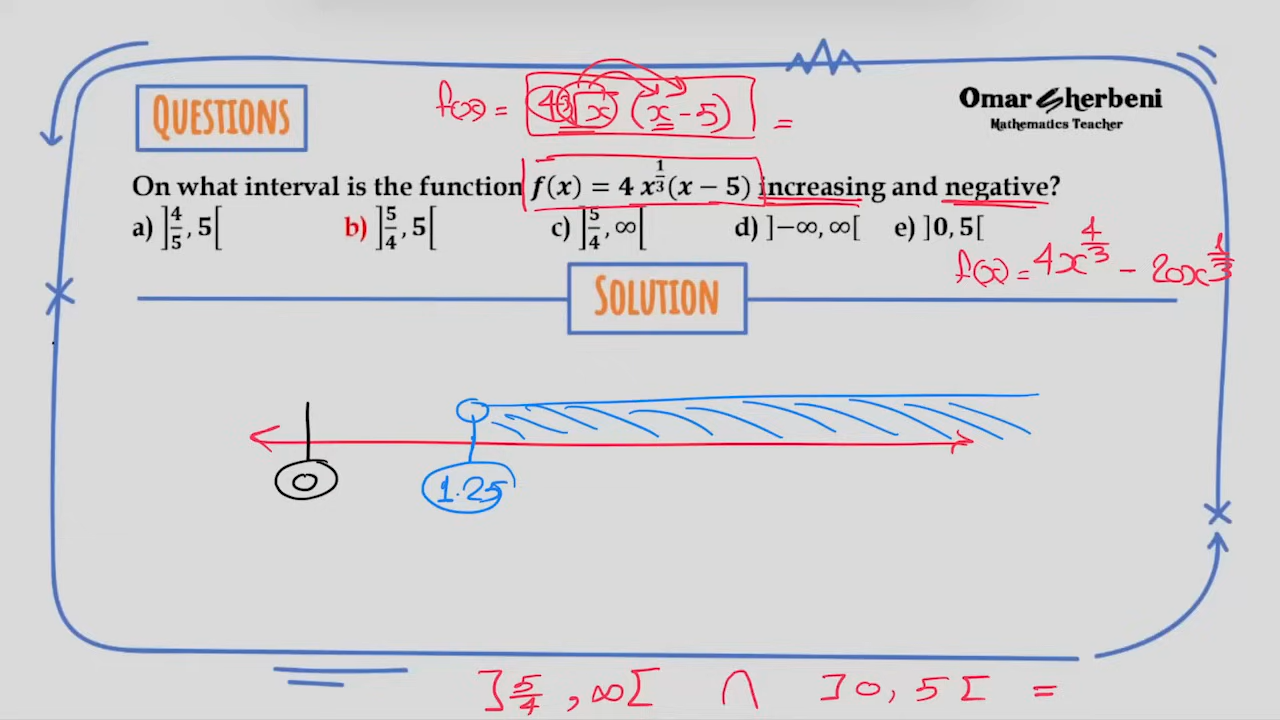 f(x) = 4∛x (x - 5) =
QUESTIONS
Omar Sherbeni
Mathematics Teacher
On what interval is the function f(x) = 4 x^{1/3}(x − 5) increasing and negative?
a) ]4/5, 5[ b) ]5/4, 5[ c) ]5/4, ∞[ d) ]−∞, ∞[ e) ]0, 5[
f(x) = 4x^{4/3} - 20x^{1/3}
SOLUTION
0 1.25
]5/4, ∞[ ∩ ]0, 5[ =